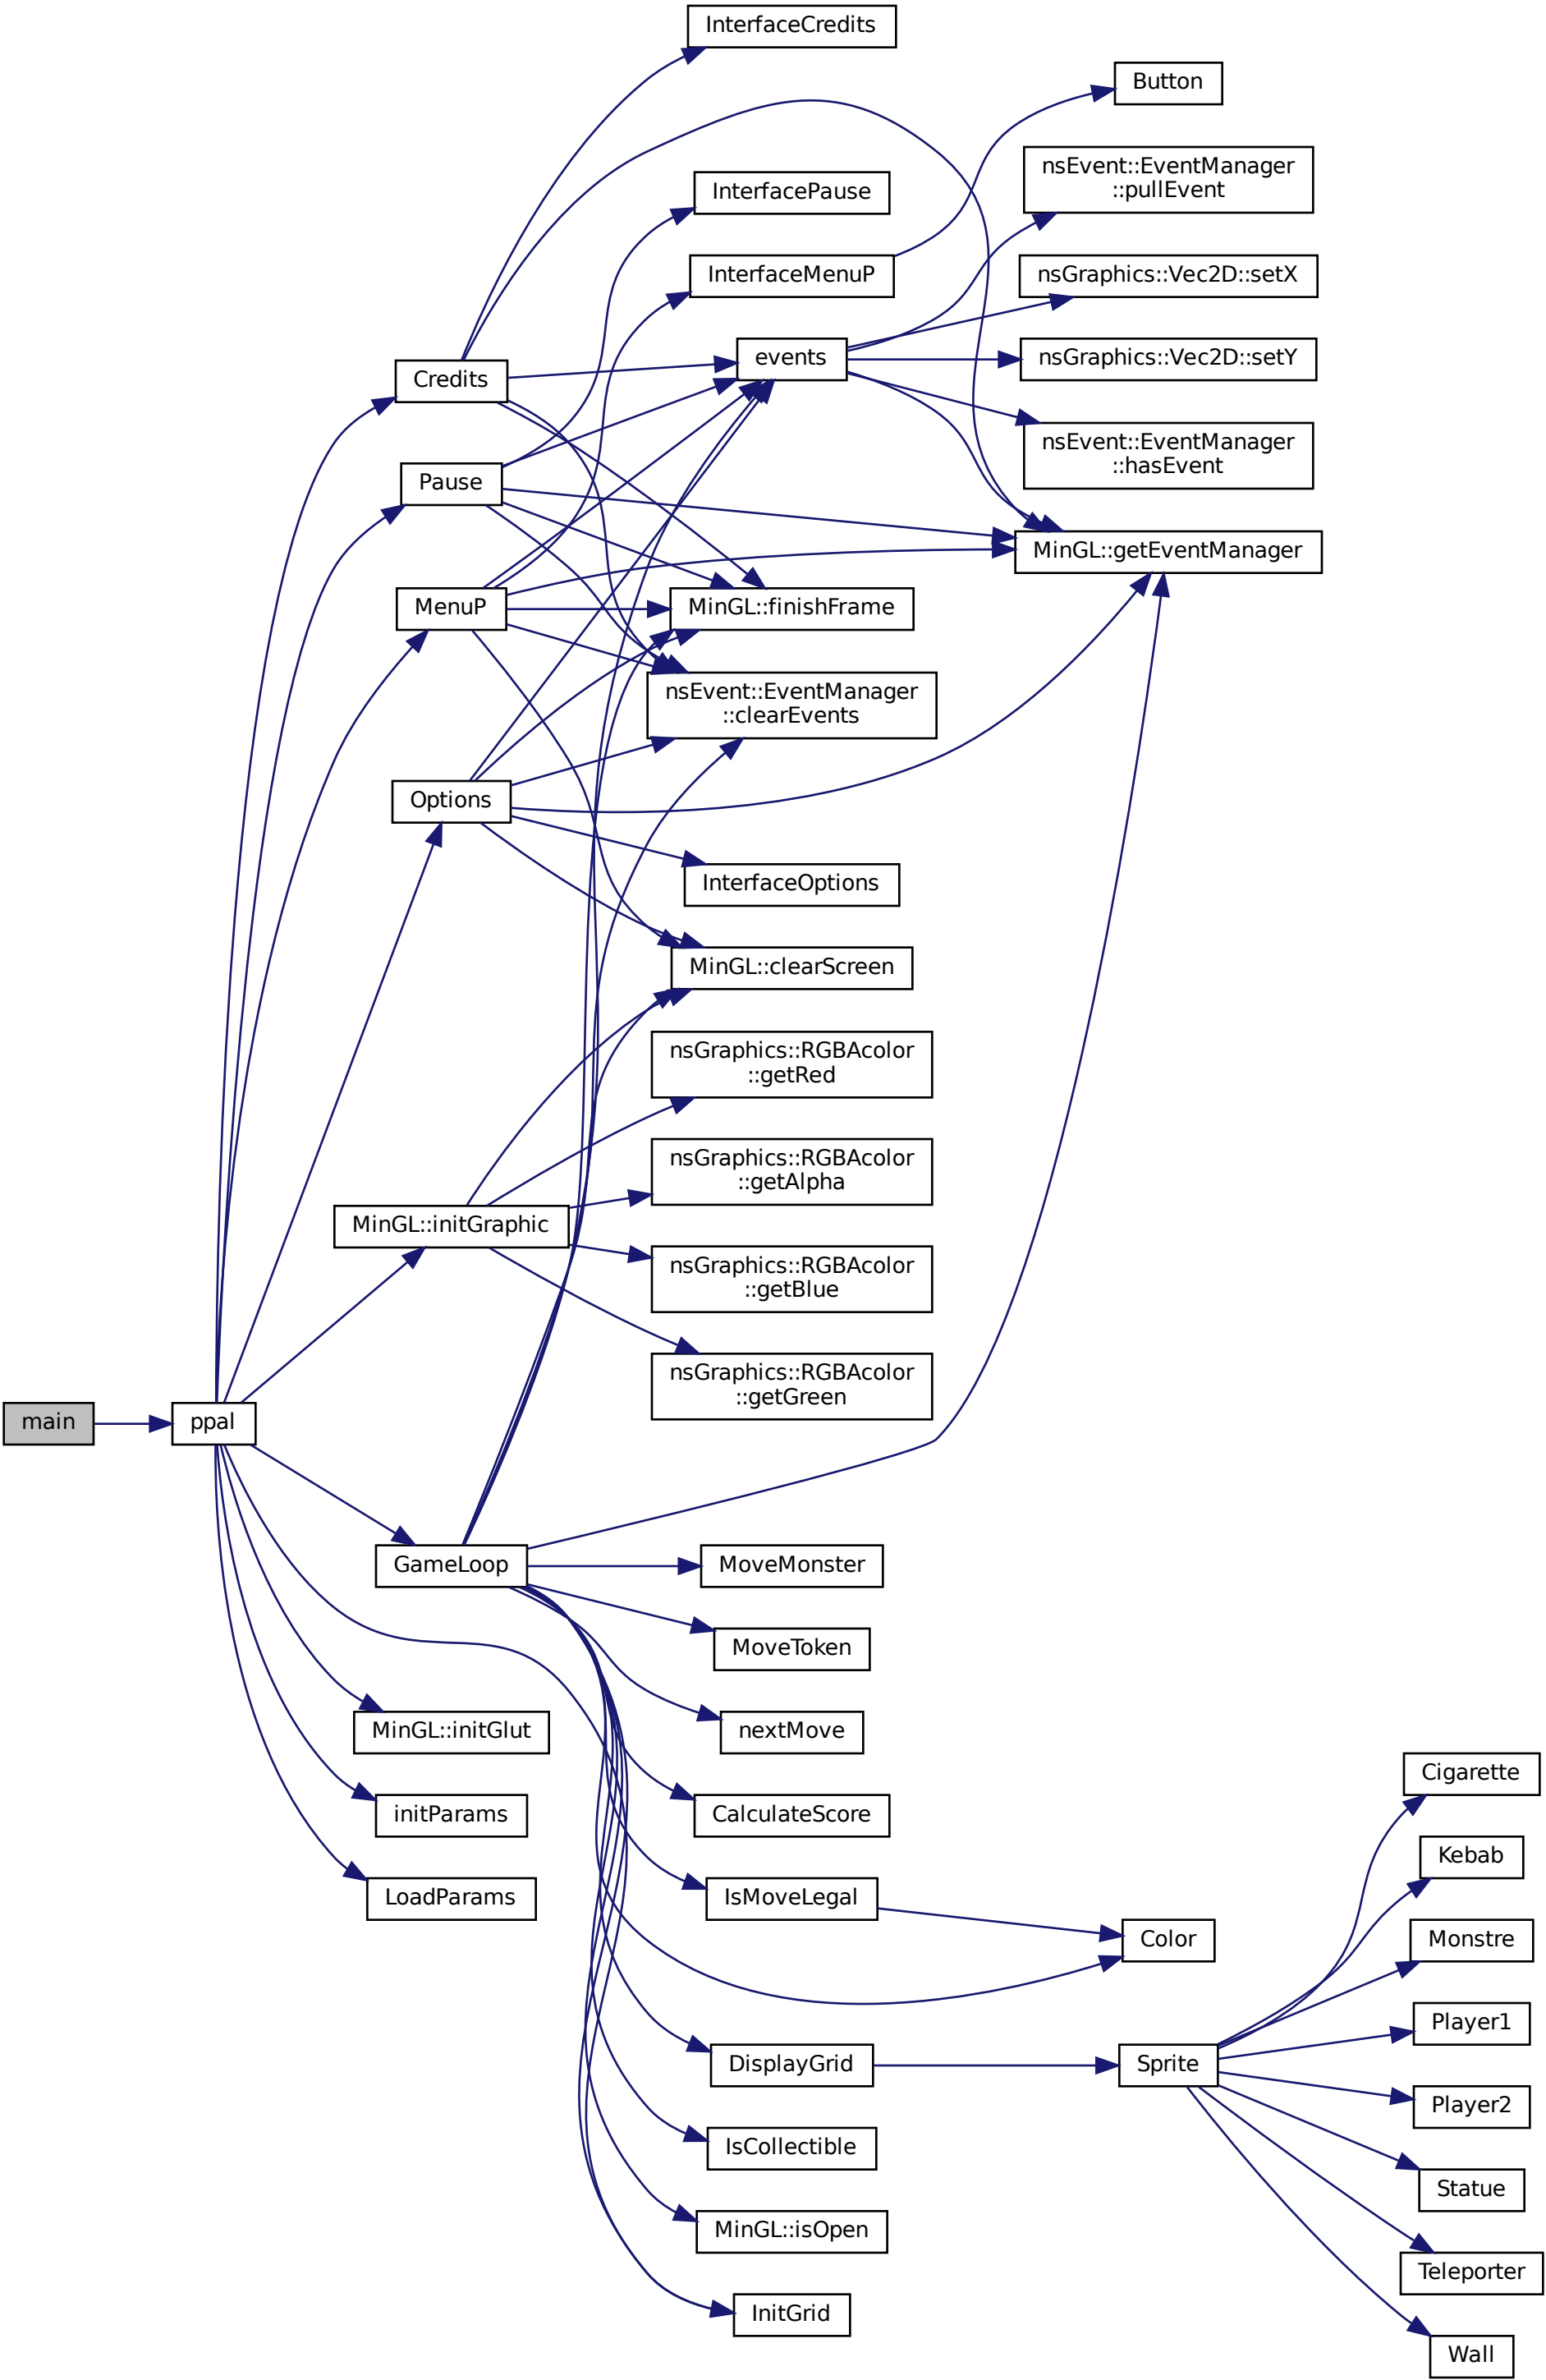 InterfaceCredits
Button
nsEvent::EventManager
::pullEvent
InterfacePause
InterfaceMenuP
nsGraphics::Vec2D::setX
events
nsGraphics::Vec2D::setY
Credits
nsEvent::EventManager
::hasEvent
Pause
MinGL::getEventManager
MenuP
MinGL::finishFrame
nsEvent::EventManager
::clearEvents
Options
InterfaceOptions
MinGL::clearScreen
nsGraphics::RGBAcolor
::getRed
nsGraphics::RGBAcolor
::getAlpha
MinGL::initGraphic
nsGraphics::RGBAcolor
::getBlue
nsGraphics::RGBAcolor
::getGreen
main
ppal
GameLoop
MoveMonster
MoveToken
MinGL::initGlut
nextMove
Cigarette
initParams
CalculateScore
Kebab
LoadParams
IsMoveLegal
Color
Monstre
Player1
DisplayGrid
Sprite
Player2
IsCollectible
Statue
MinGL::isOpen
Teleporter
InitGrid
Wall